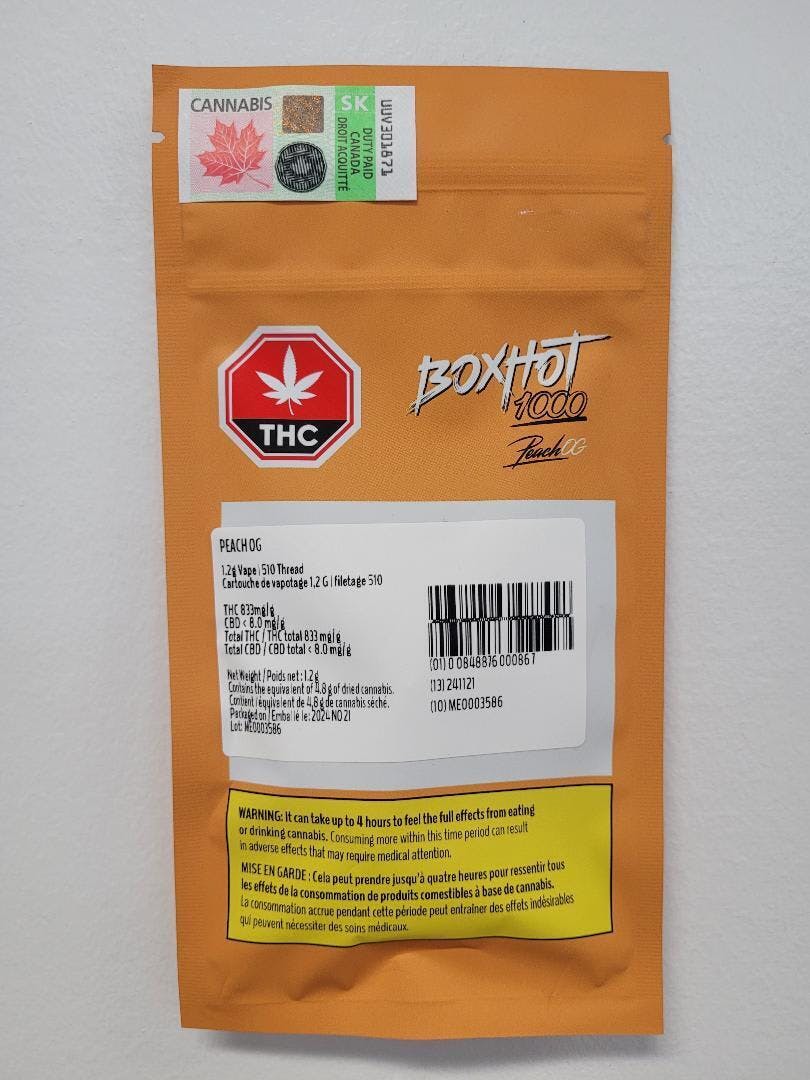 CANNABIS
SK
DUTY PAID
CANADA
DROIT ACQUITTÉ
UUV301871
THC
BOXHOT
1000
Peach OG
PEACH OG
1.2g Vape | 510 Thread
Cartouche de vapotage 1,2 G | filetage 510
THC 833mg/g
CBD < 8.0 mg/g
Total THC / THC total 833 mg/g
Total CBD / CBD total < 8.0 mg/g
Net Weight / Poids net : 1.2g
Contains the equivalent of 4.8g of dried cannabis.
Contient l'équivalent de 4,8g de cannabis séché.
Packaged on / Emballé le: 2024 NO 21
Lot: ME0003586
(01) 0 0848876 000867
(13) 241121
(10) ME0003586
WARNING: It can take up to 4 hours to feel the full effects from eating
or drinking cannabis. Consuming more within this time period can result
in adverse effects that may require medical attention.
MISE EN GARDE : Cela peut prendre jusqu'à quatre heures pour ressentir tous
les effets de la consommation de produits comestibles à base de cannabis.
La consommation accrue pendant cette période peut entraîner des effets indésirables
qui peuvent nécessiter des soins médicaux.